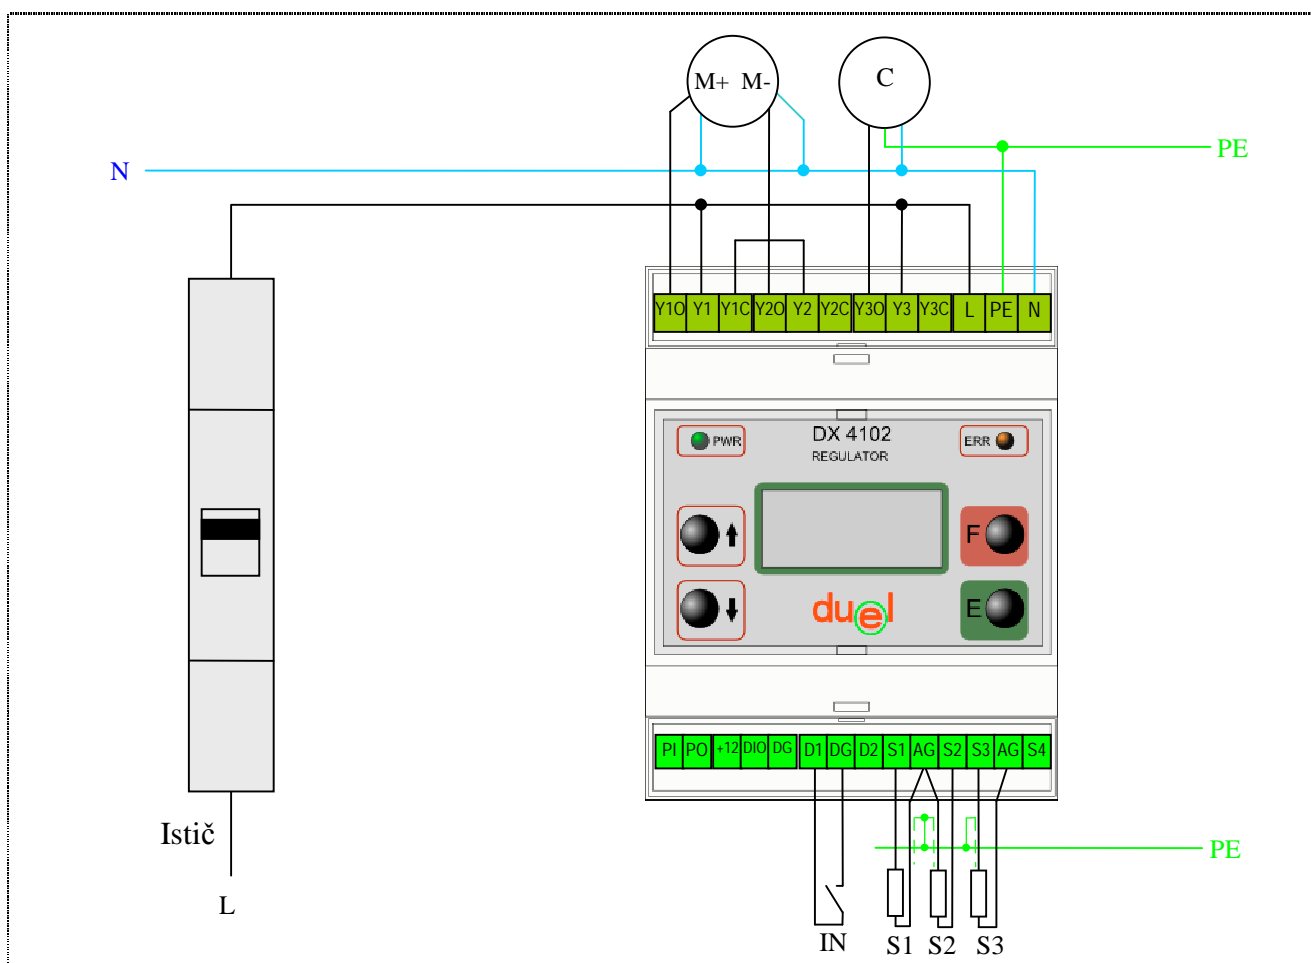 M+ M- C
PE
N
Y1O Y1 Y1C Y2O Y2 Y2C Y3O Y3 Y3C L PE N
PWR DX 4102 ERR
REGULATOR
F
duel E
PI PO +12 DIO DG D1 DG D2 S1 AG S2 S3 AG S4
Istič
PE
L
IN S1 S2 S3